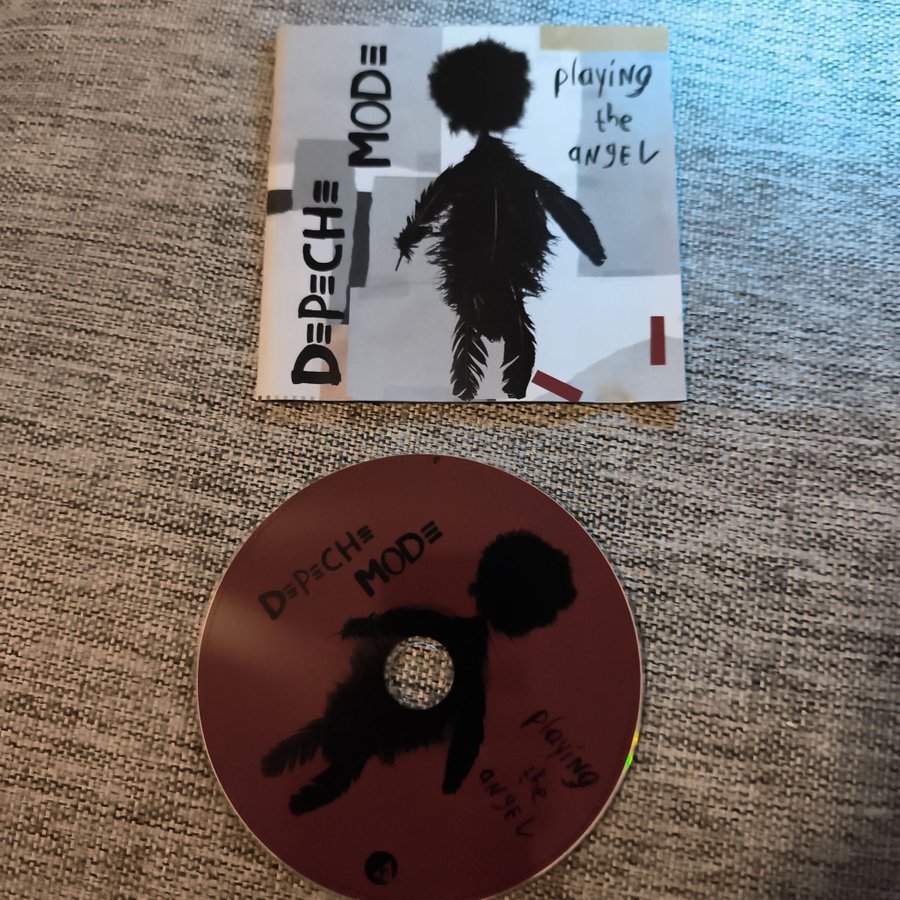 DEPECHE
MODE
playing
the
ANGEL
DEPECHE
MODE
playing
the
ANGEL